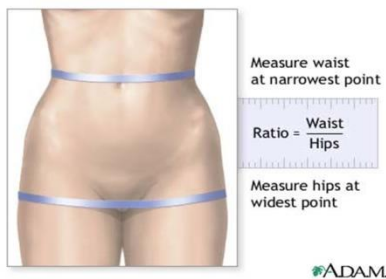 Measure waist
at narrowest point
Ratio = Waist
Hips
Measure hips at
widest point
ADAM